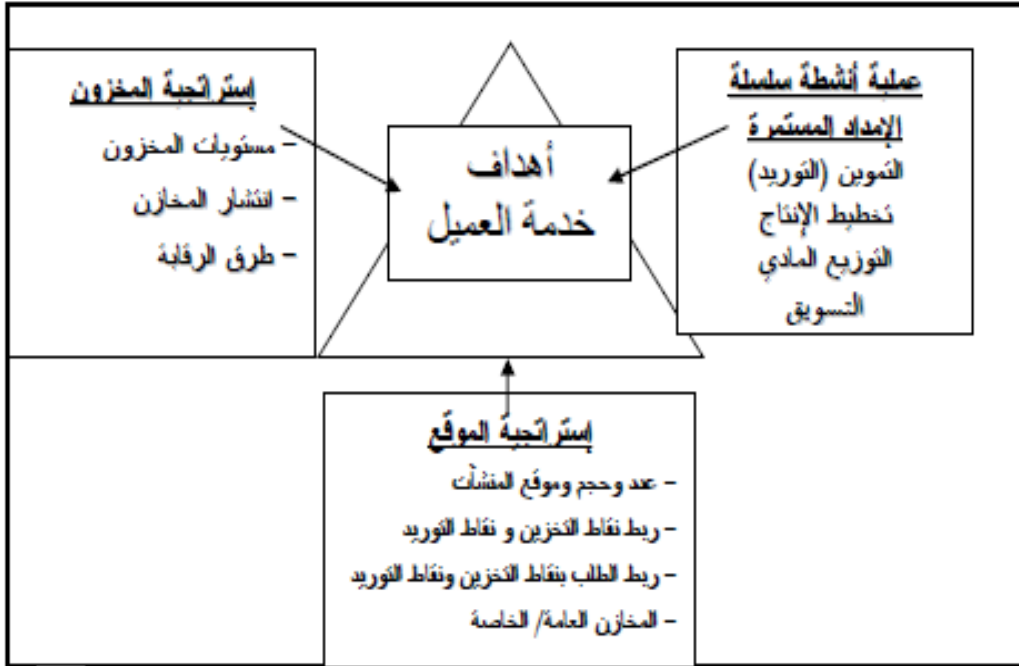 عملية أنشطة سلسلة
الإمداد المستمرة
التموين (التوريد)
تخطيط الإنتاج
التوزيع المادي
التسويق
أهداف
خدمة العميل
إستراتجية المخزون
- مستويات المخزون
- انتشار المخازن
- طرق الرقابة
إستراتجية الموقع
- عدد وحجم وموقع المنشآت
- ربط نقاط التخزين و نقاط التوريد
- ربط الطلب بنقاط التخزين ونقاط التوريد
- المخازن العامة/ الخاصة